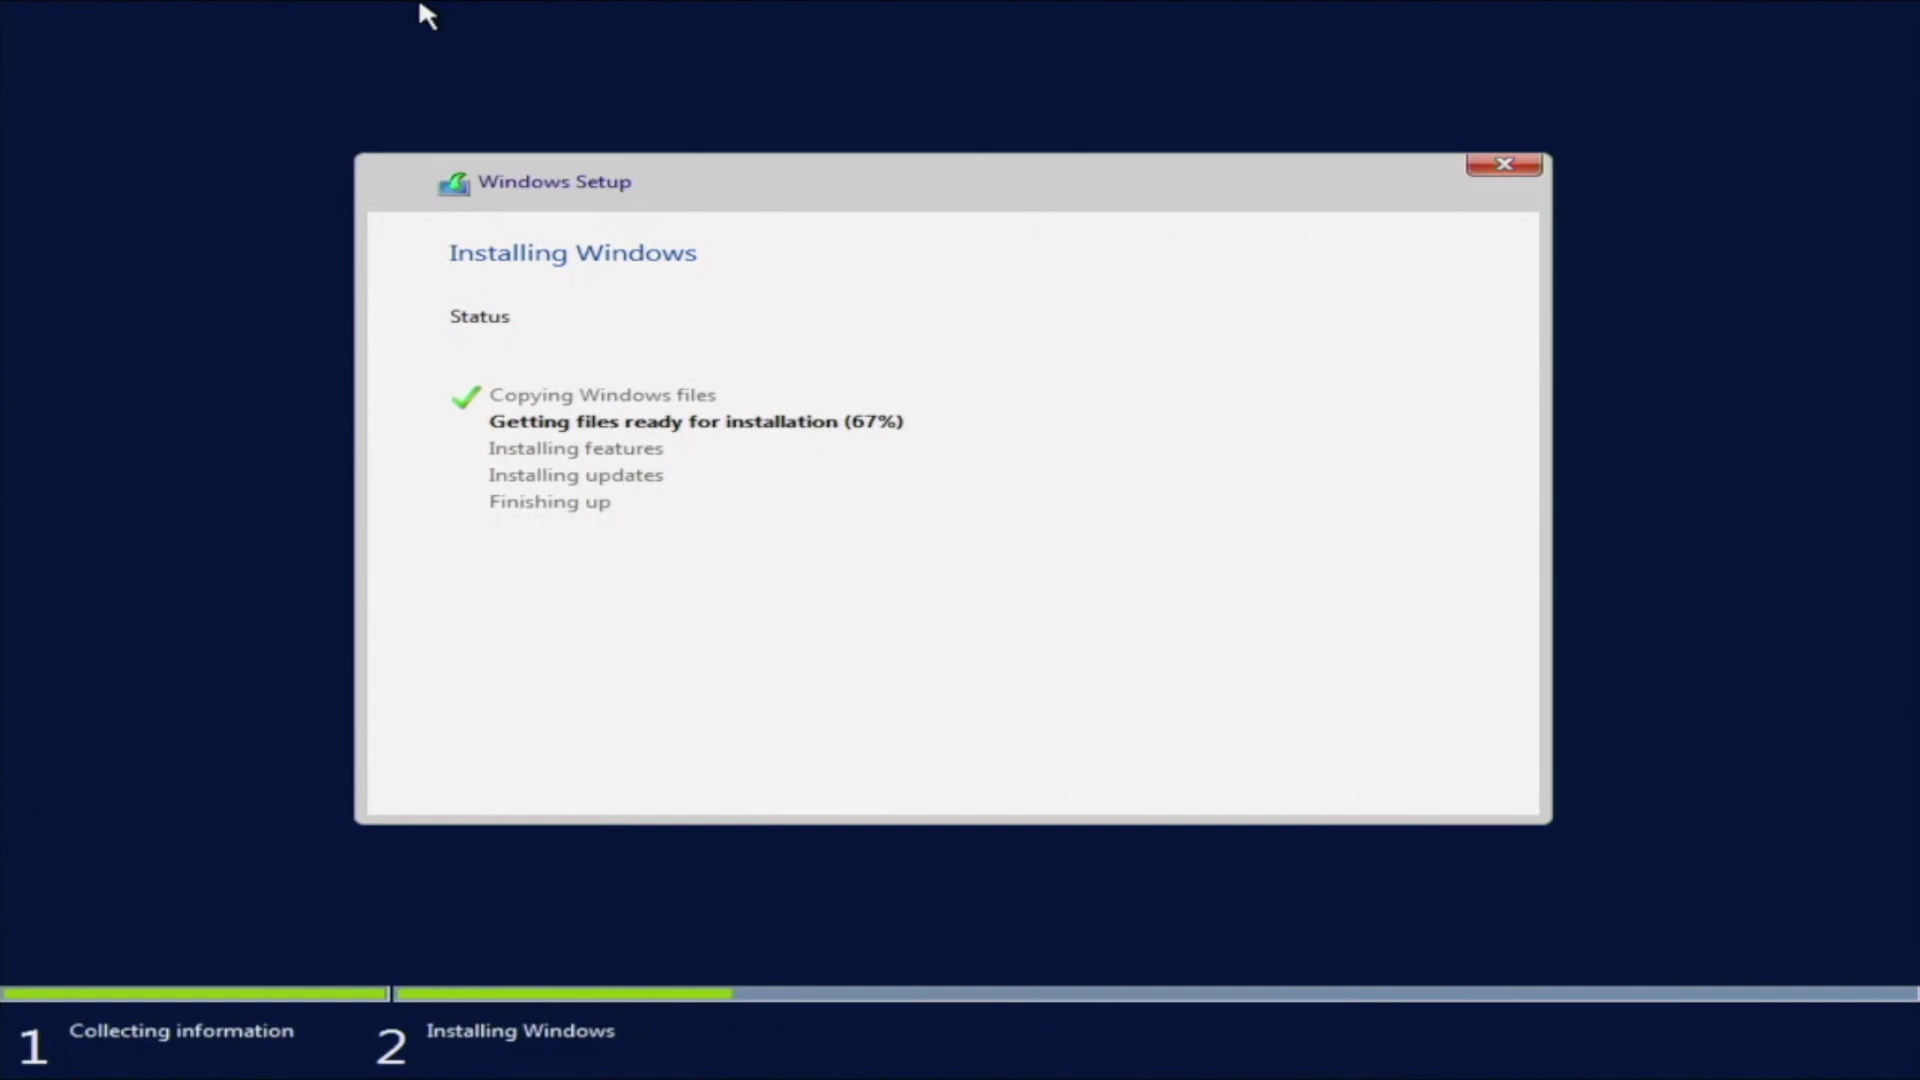 Windows Setup
Installing Windows
Status
Copying Windows files
Getting files ready for installation (67%)
Installing features
Installing updates
Finishing up
1 Collecting information
2 Installing Windows